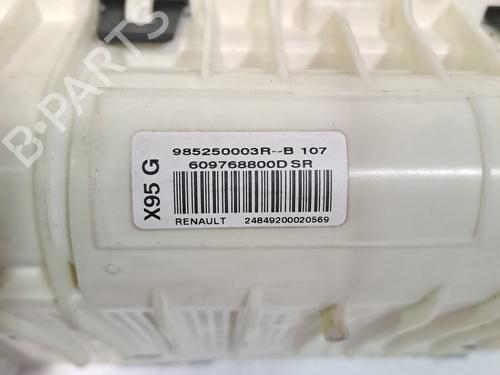 985250003R--B 107
609768800D SR
X95 G
RENAULT 24849200020569
B-PARTS